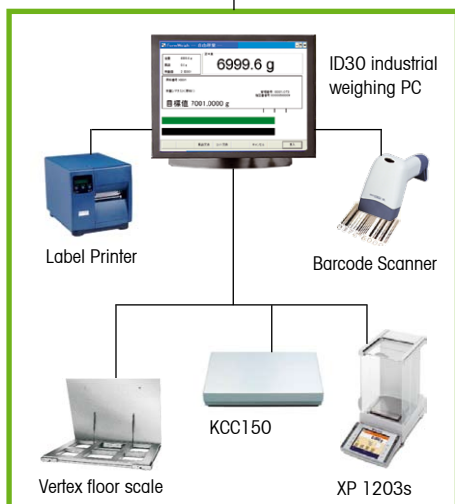 6999.6 g
目標値 7001.0000 g
ID30 industrial
weighing PC
Label Printer
Barcode Scanner
KCC150
Vertex floor scale
XP 1203s